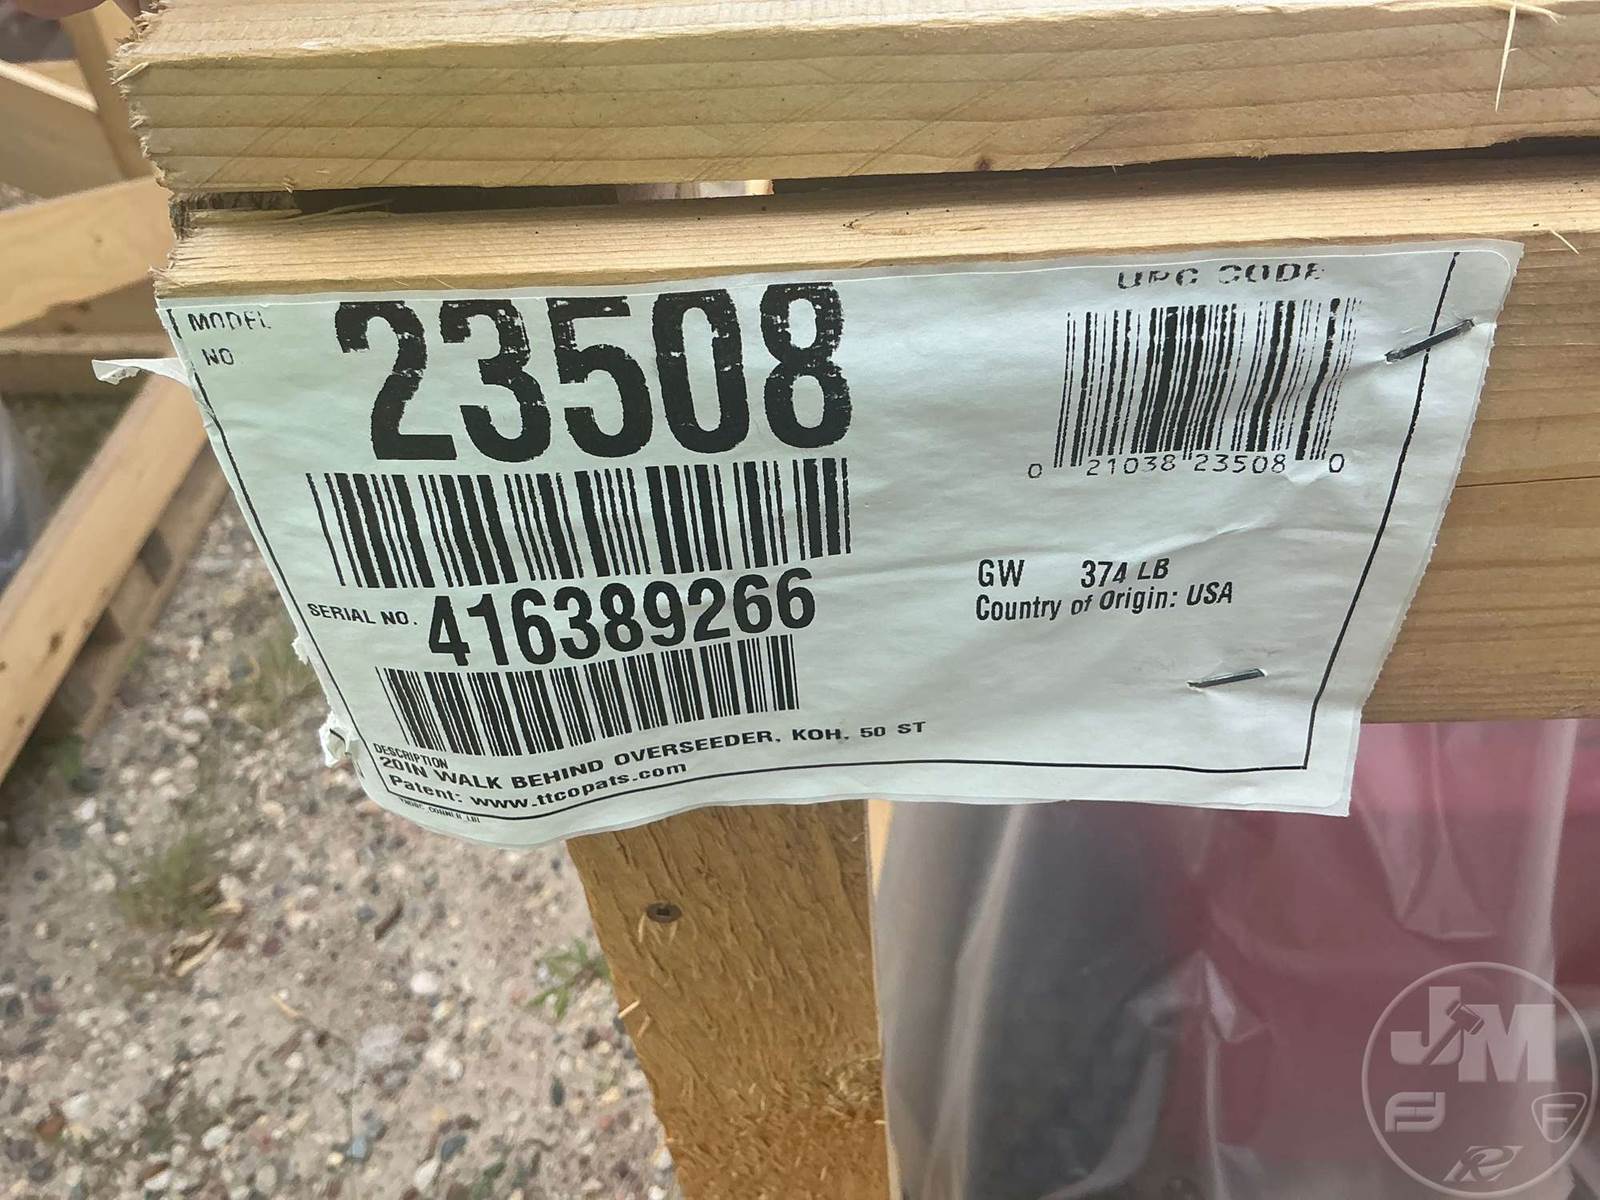 MODEL
NO
23508
UPC CODE
0 21038 23508 0
SERIAL NO. 416389266
GW 374 LB
Country of Origin: USA
DESCRIPTION
20IN WALK BEHIND OVERSEEDER, KOH, 50 ST
Patent: www.ttcopats.com
JM